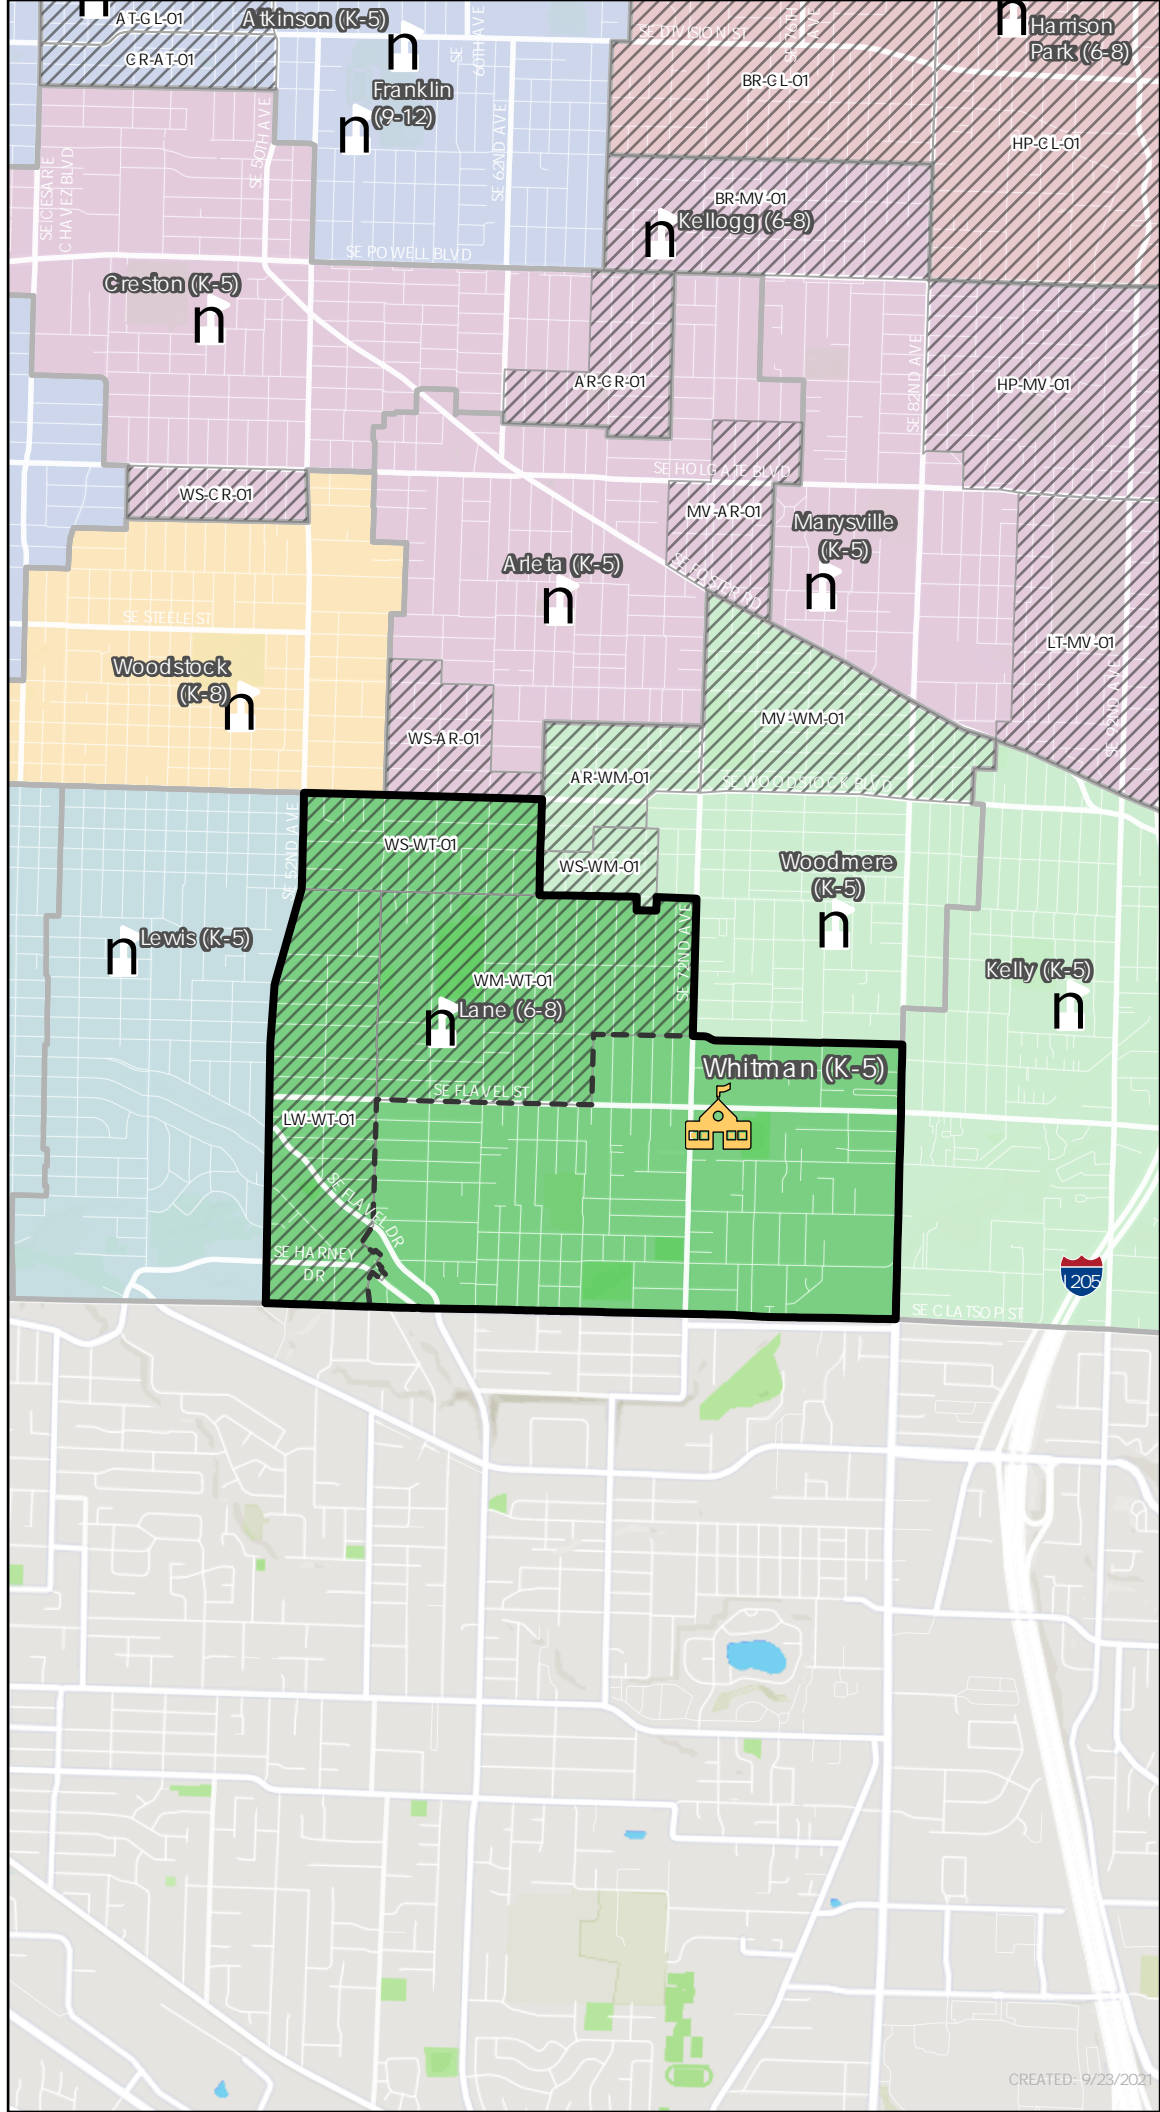 AT-GL-01
Atkinson (K-5)
SE
60TH AVE
SE DIVISION ST
SE 76TH
AVE
Harrison
Park (6-8)
CR-AT-01
Franklin
(9-12)
BR-GL-01
HP-CL-01
SE 50TH AVE
SE 62ND AVE
SE CESAR E
CHAVEZ BLVD
BR-MV-01
Kellogg (6-8)
SE POWELL BLVD
Creston (K-5)
AR-CR-01
SE 82ND AVE
HP-MV-01
SE HOLGATE BLVD
WS-CR-01
MV-AR-01
Marysville
(K-5)
Arleta (K-5)
SE FOSTER RD
SE STEELE ST
LT-MV-01
Woodstock
(K-8)
SE 92ND AVE
MV-WM-01
WS-AR-01
AR-WM-01
SE WOODSTOCK BLVD
SE 52ND AVE
WS-WT-01
WS-WM-01
Woodmere
(K-5)
Lewis (K-5)
SE 72ND AVE
Kelly (K-5)
WM-WT-01
Lane (6-8)
Whitman (K-5)
SE FLAVEL ST
LW-WT-01
SE FLAVEL DR
SE HARNEY
DR
I 205
SE CLATSOP ST
CREATED: 9/23/2021